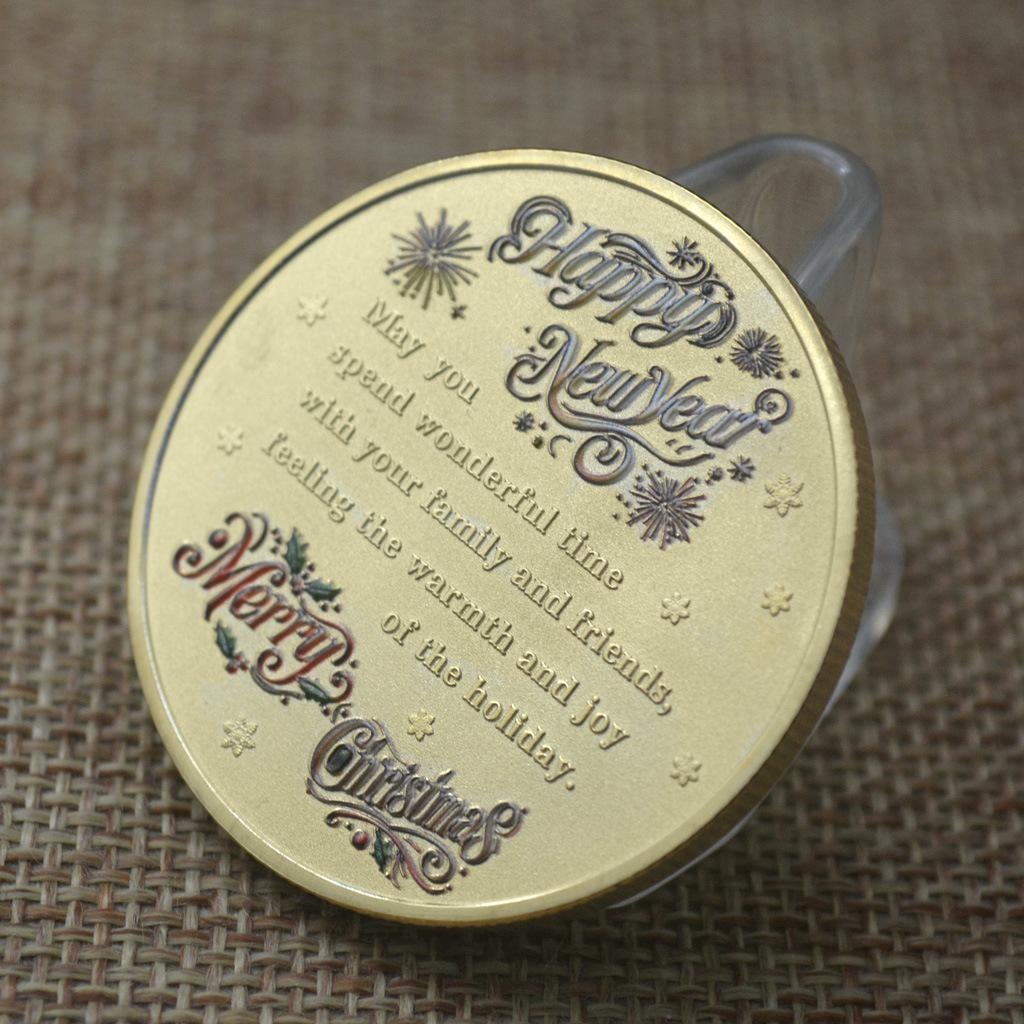 Happy
New Year
May you
spend wonderful time
with your family and friends,
feeling the warmth and joy
of the holiday.
Merry
Christmas